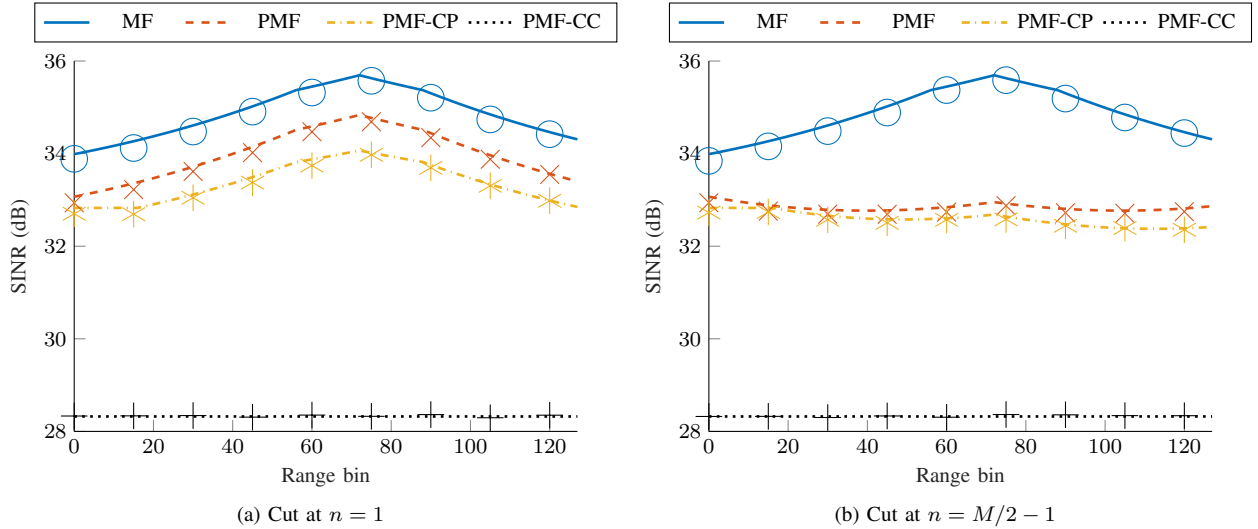 MF PMF PMF-CP PMF-CC
36
34
32
30
28
SINR (dB)
0 20 40 60 80 100 120
Range bin
(a) Cut at n = 1
MF PMF PMF-CP PMF-CC
36
34
32
30
28
SINR (dB)
0 20 40 60 80 100 120
Range bin
(b) Cut at n = M/2 − 1